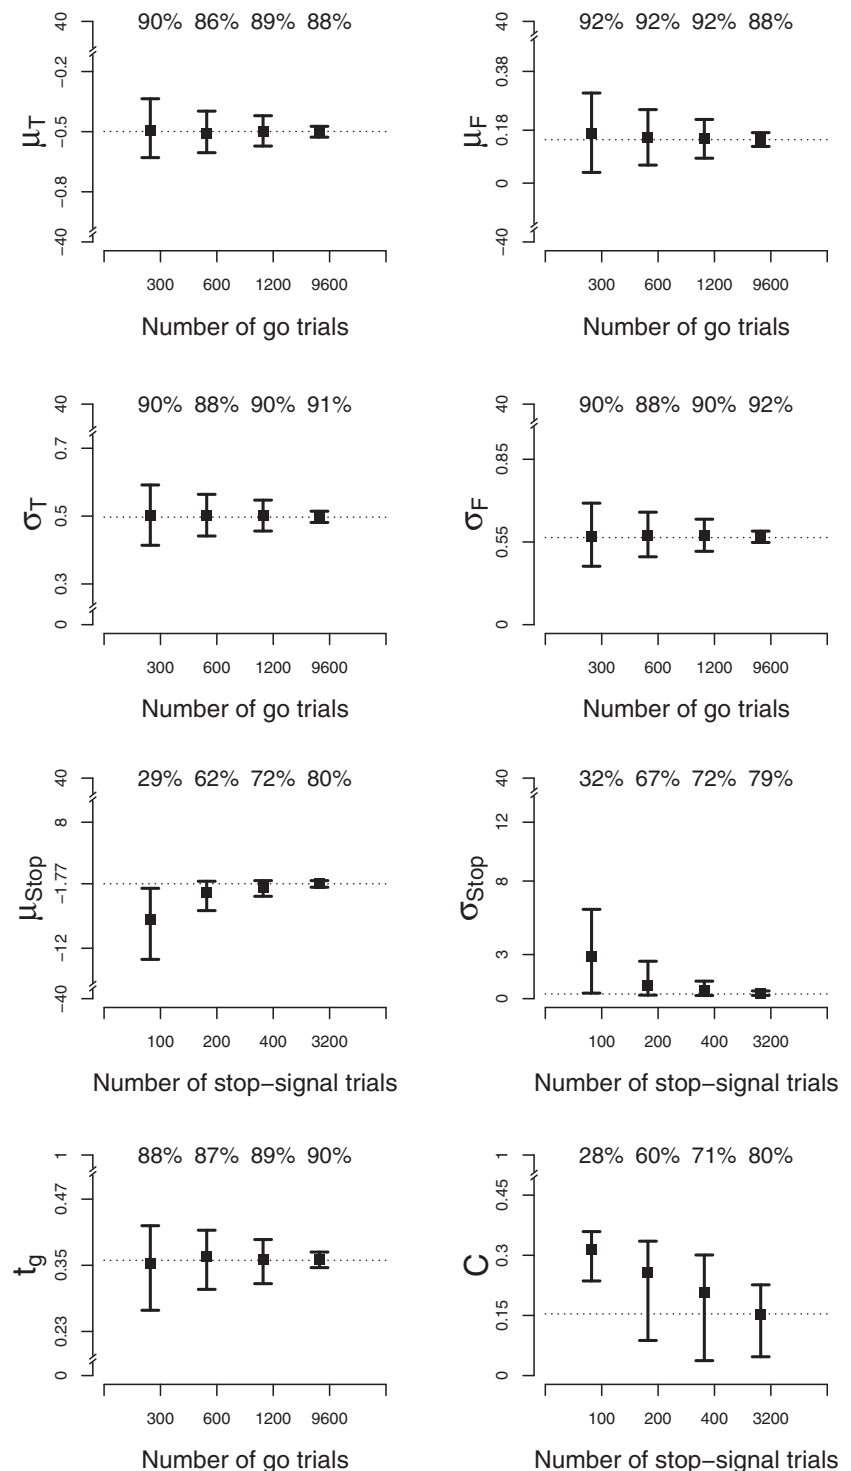 90% 86% 89% 88%
40
−0.2
−0.5
−0.8
−40
μT
300 600 1200 9600
Number of go trials
92% 92% 92% 88%
40
0.38
0.18
0
−40
μF
300 600 1200 9600
Number of go trials
90% 88% 90% 91%
40
0.7
0.5
0.3
0
σT
300 600 1200 9600
Number of go trials
90% 88% 90% 92%
40
0.85
0.55
0
σF
300 600 1200 9600
Number of go trials
29% 62% 72% 80%
40
8
−1.77
−12
−40
μStop
100 200 400 3200
Number of stop−signal trials
32% 67% 72% 79%
40
12
8
3
0
σStop
100 200 400 3200
Number of stop−signal trials
88% 87% 89% 90%
1
0.47
0.35
0.23
0
tg
300 600 1200 9600
Number of go trials
28% 60% 71% 80%
1
0.45
0.3
0.15
0
C
100 200 400 3200
Number of stop−signal trials